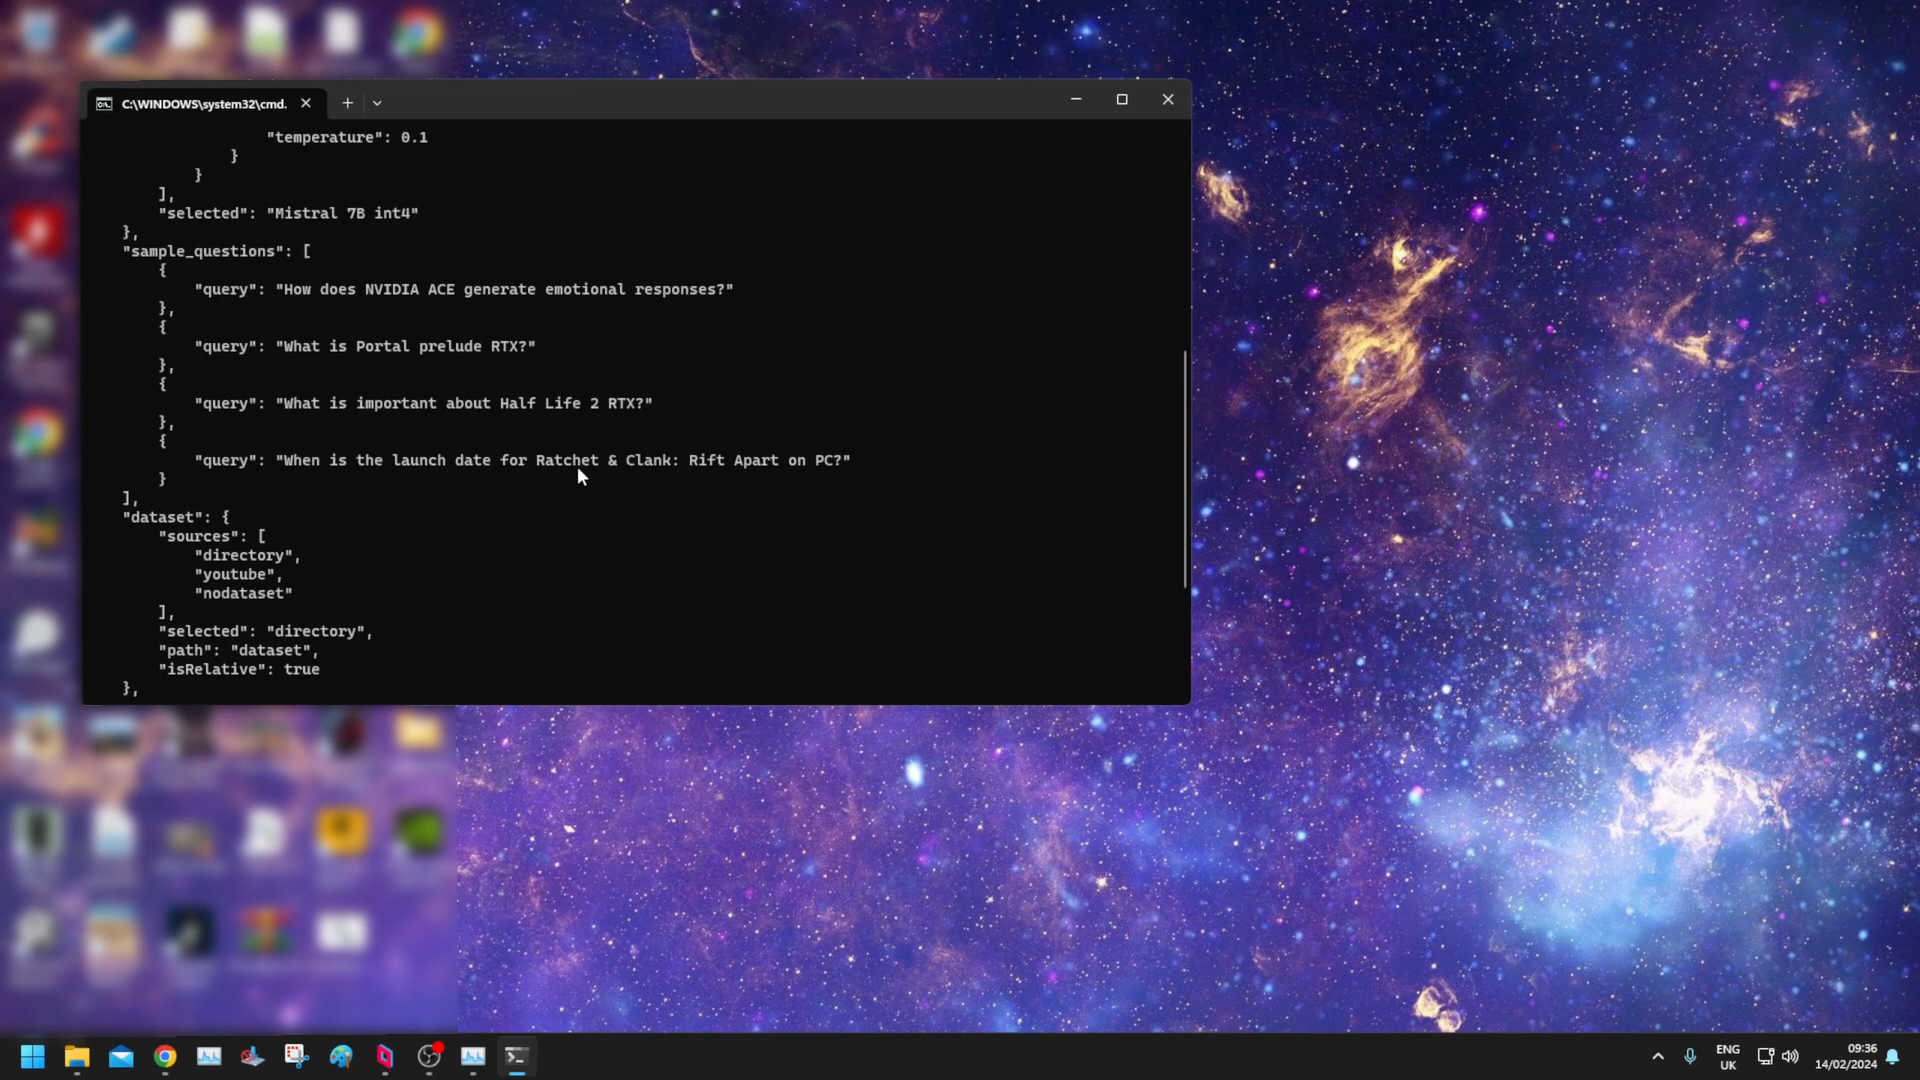 C:\WINDOWS\system32\cmd.
"temperature": 0.1
}
}
],
"selected": "Mistral 7B int4"
},
"sample_questions": [
{
"query": "How does NVIDIA ACE generate emotional responses?"
},
{
"query": "What is Portal prelude RTX?"
},
{
"query": "What is important about Half Life 2 RTX?"
},
{
"query": "When is the launch date for Ratchet & Clank: Rift Apart on PC?"
}
],
"dataset": {
"sources": [
"directory",
"youtube",
"nodataset"
],
"selected": "directory",
"path": "dataset",
"isRelative": true
},
ENG
UK
09:36
14/02/2024